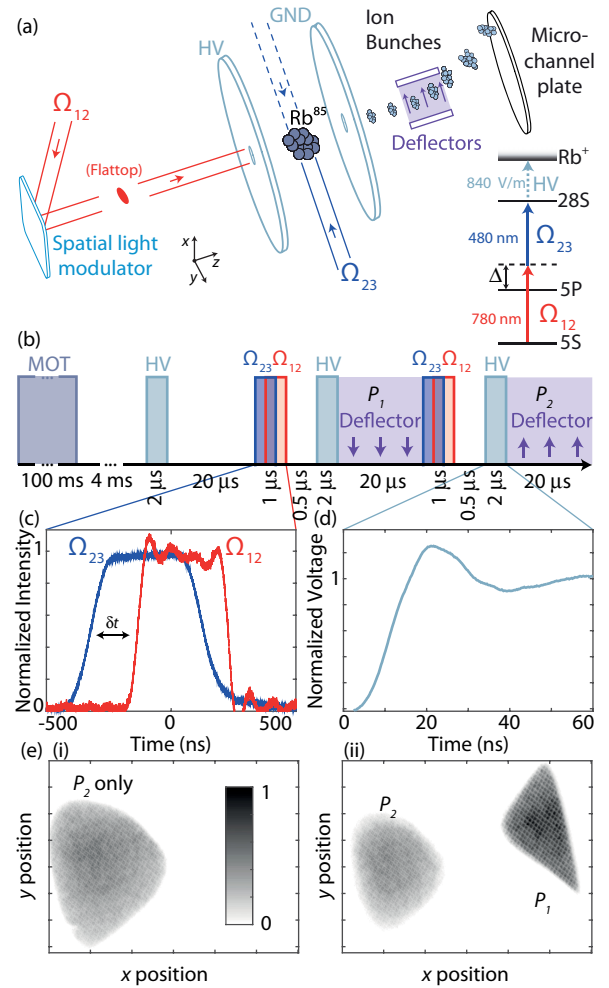 (a)
GND
Ion
Bunches
Micro-
channel
plate
HV
Ω12
Rb85
(Flattop)
Deflectors
Spatial light
modulator
x
z
y
Ω23
Rb+
840 V/m
HV
28S
480 nm
Ω23
Δ
5P
780 nm
Ω12
5S
(b)
MOT
HV
Ω23
Ω12
HV
P1
Deflector
Ω23
Ω12
HV
P2
Deflector
...
...
100 ms
...
4 ms
2 μs
20 μs
1 μs
0.5 μs
2 μs
20 μs
1 μs
0.5 μs
2 μs
20 μs
(c)
Normalized Intensity
1
0
Ω23
Ω12
δt
-500
0
500
Time (ns)
(d)
Normalized Voltage
1
0
20
40
60
Time (ns)
(e)
(i)
P2 only
1
0
y position
x position
(ii)
P2
P1
y position
x position